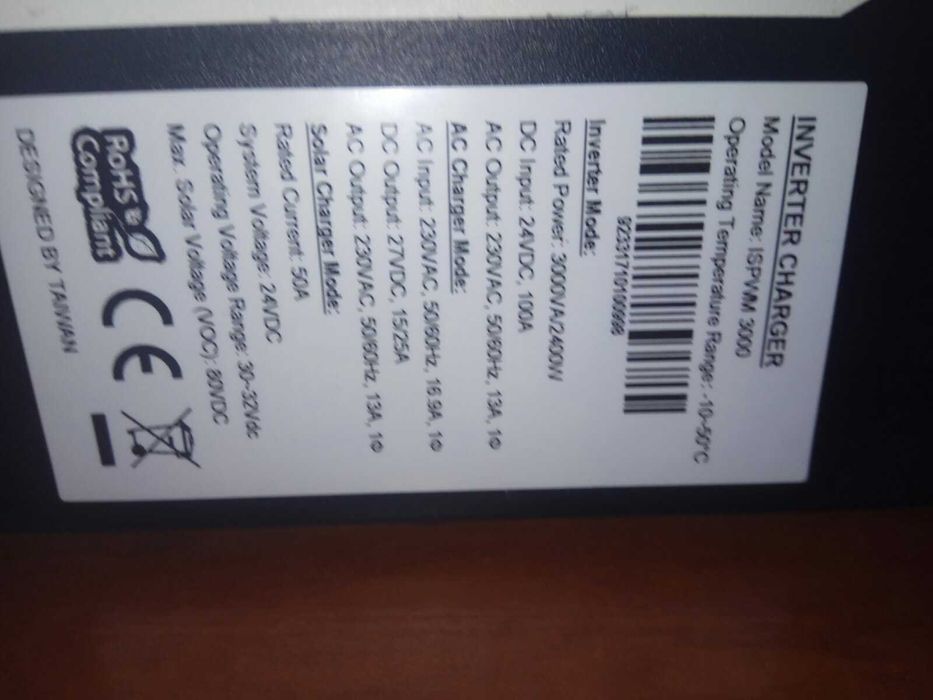 INVERTER CHARGER
Model Name: ISPVMM 3000
Operating Temperature Range: -10~50°C
92331710100998
Inverter Mode:
Rated Power: 3000VA/2400W
DC Input: 24VDC, 100A
AC Output: 230VAC, 50/60Hz, 13A, 1Φ
AC Charger Mode:
AC Input: 230VAC, 50/60Hz, 16.9A, 1Φ
DC Output: 27VDC, 15/25A
AC Output: 230VAC, 50/60Hz, 13A, 1Φ
Solar Charger Mode:
Rated Current: 50A
System Voltage: 24VDC
Operating Voltage Range: 30~32Vdc
Max. Solar Voltage (VOC): 80VDC
RoHS
Compliant
CE
DESIGNED BY TAIWAN